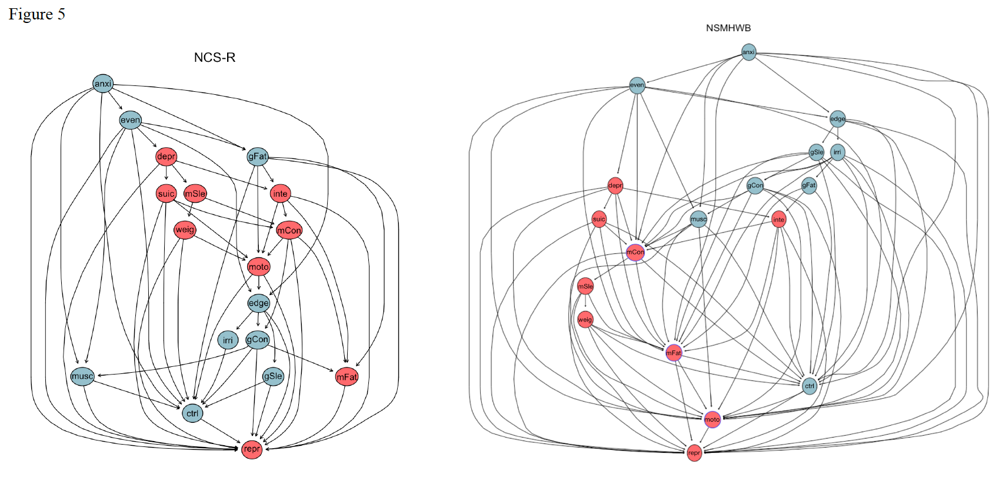 Figure 5
NCS-R
anxi
even
depr
gFat
suic
mSle
inte
weig
mCon
moto
edge
irri
gCon
musc
gSle
mFat
ctrl
repr
NSMHWB
anxi
even
edge
gSle
irri
depr
gCon
gFat
suic
musc
inte
mCon
mSle
weig
mFat
ctrl
moto
repr